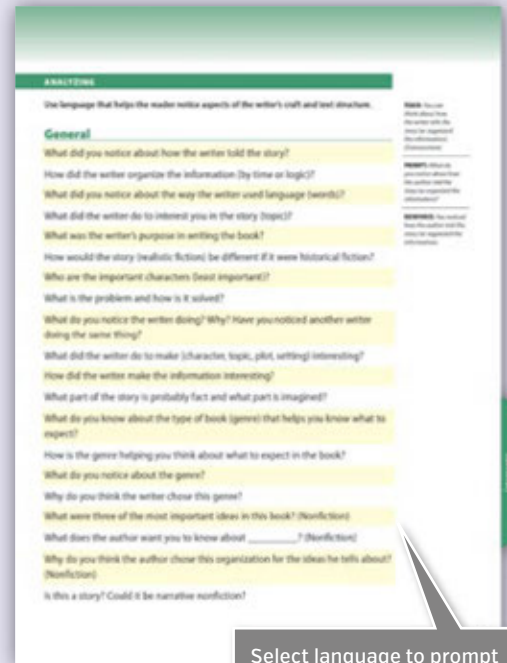 ANALYZING
Use language that helps the reader notice aspects of the writer's craft and text structure.
General
What did you notice about how the writer told the story?
How did the writer organize the information (by time or logic)?
What did you notice about the way the writer used language (words)?
What did the writer do to interest you in the story (topic)?
What was the writer's purpose in writing the book?
How would the story (realistic fiction) be different if it were historical fiction?
Who are the important characters (least important)?
What is the problem and how is it solved?
What do you notice the writer doing? Why? Have you noticed another writer
doing the same thing?
What did the writer do to make (character, topic, plot, setting) interesting?
How did the writer make the information interesting?
What part of the story is probably fact and what part is imagined?
What do you know about the type of book (genre) that helps you know what to
expect?
How is the genre helping you think about what to expect in the book?
What do you notice about the genre?
Why do you think the writer chose this genre?
What were three of the most important ideas in this book? (Nonfiction)
What does the author want you to know about ________? (Nonfiction)
Why do you think the author chose this organization for the ideas he tells about?
(Nonfiction)
Is this a story? Could it be narrative nonfiction?
Select language to prompt